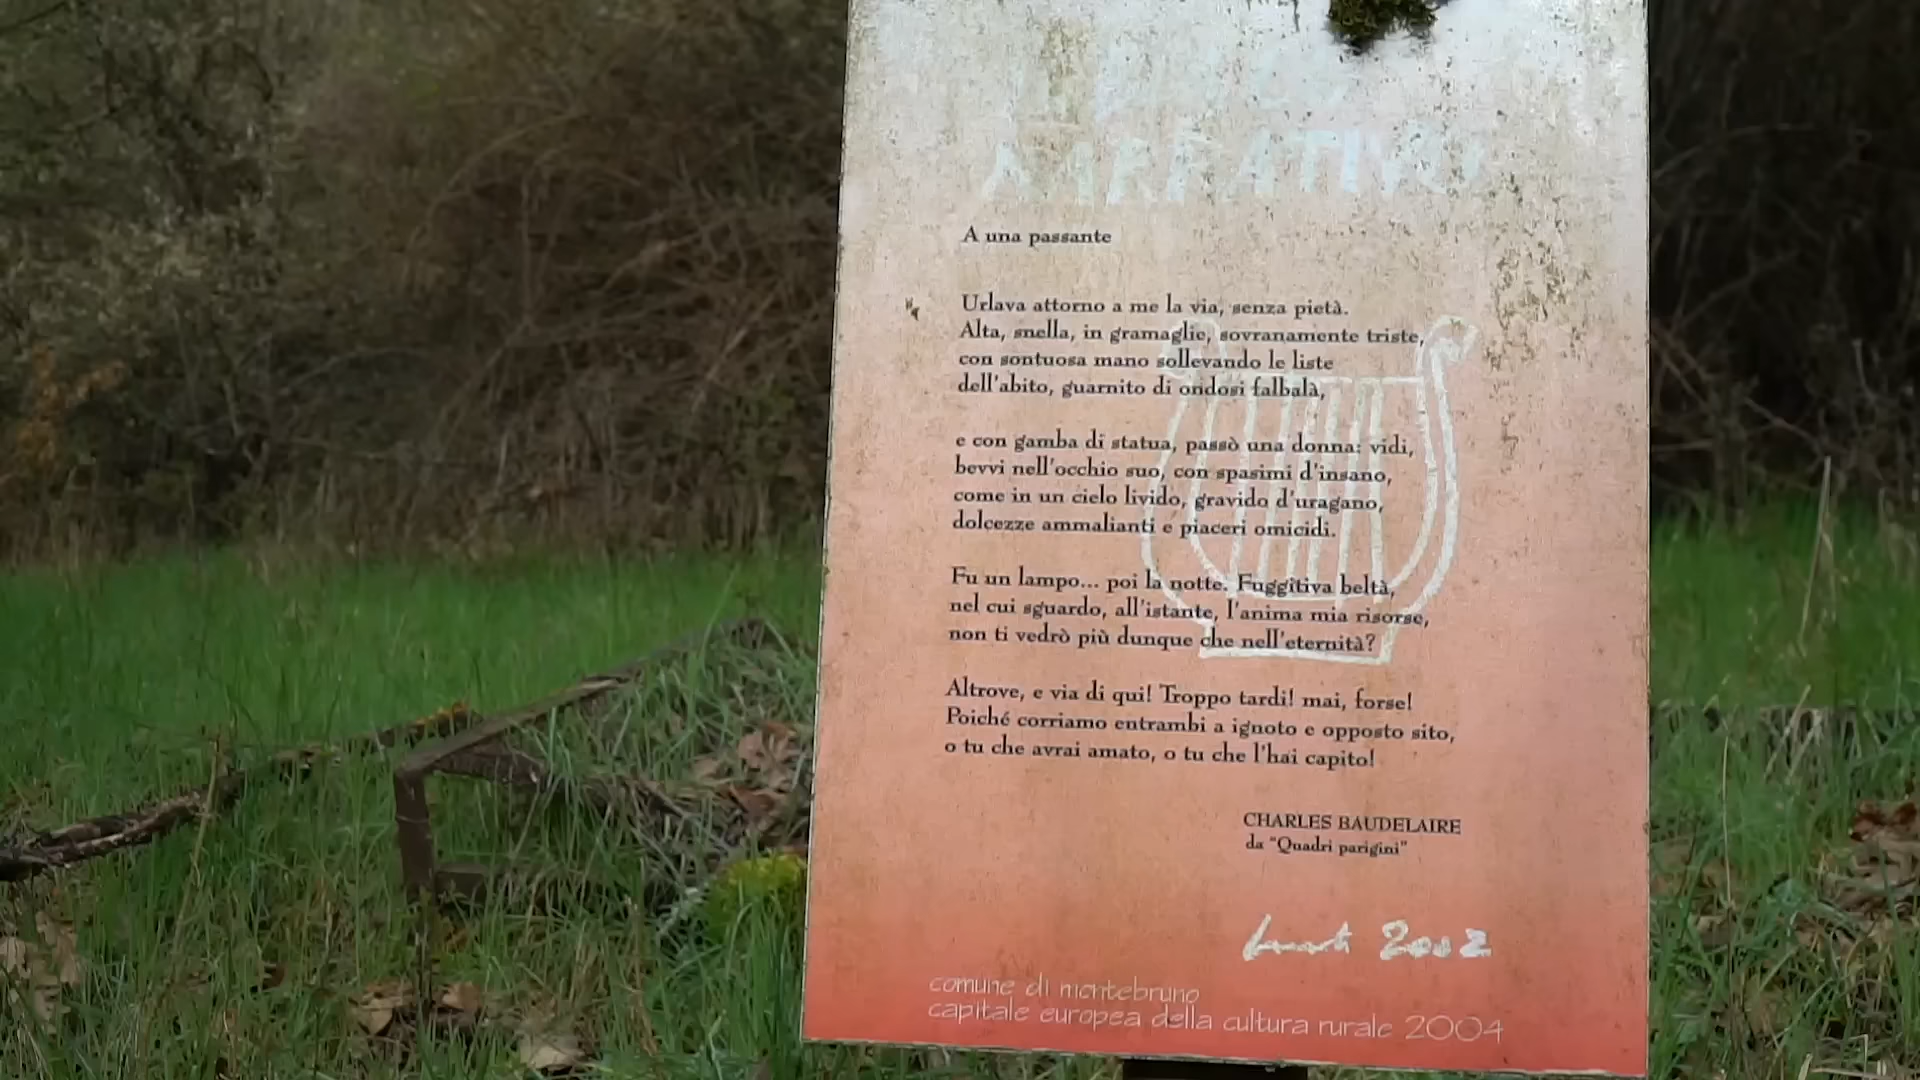 NARRATIVO
A una passante
Urlava attorno a me la via, senza pietà.
Alta, snella, in gramaglie, sovranamente triste,
con sontuosa mano sollevando le liste
dell'abito, guarnito di ondosi falbalà,
e con gamba di statua, passò una donna: vidi,
bevvi nell'occhio suo, con spasimi d'insano,
come in un cielo livido, gravido d'uragano,
dolcezze ammalianti e piaceri omicidi.
Fu un lampo... poi la notte. Fuggitiva beltà,
nel cui sguardo, all'istante, l'anima mia risorse,
non ti vedrò più dunque che nell'eternità?
Altrove, e via di qui! Troppo tardi! mai, forse!
Poiché corriamo entrambi a ignoto e opposto sito,
o tu che avrai amato, o tu che l'hai capito!
CHARLES BAUDELAIRE
da "Quadri parigini"
2002
comune di montebruno
capitale europea della cultura rurale 2004